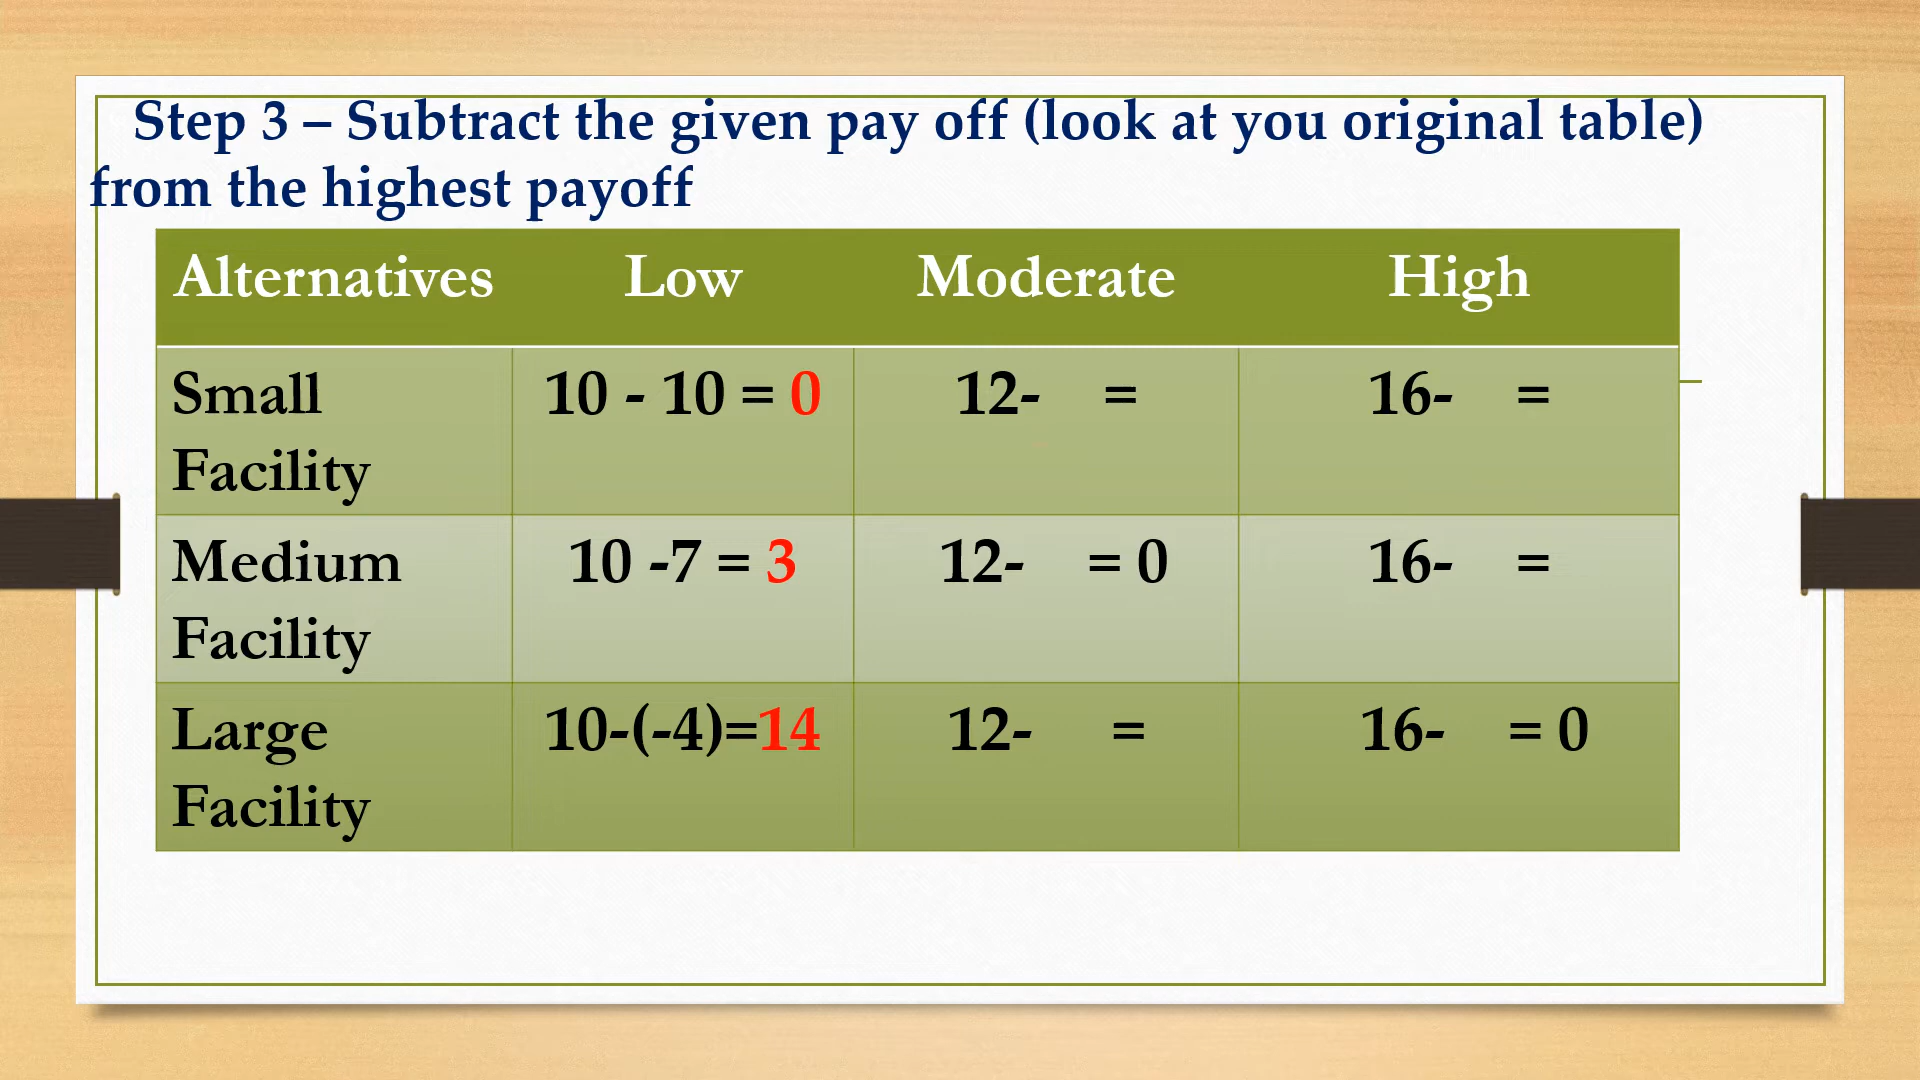 Step 3 – Subtract the given pay off (look at you original table)
from the highest payoff
Alternatives Low Moderate High
Small Facility 10 - 10 = 0 12- = 16- =
Medium Facility 10 -7 = 3 12- = 0 16- =
Large Facility 10-(-4)=14 12- = 16- = 0